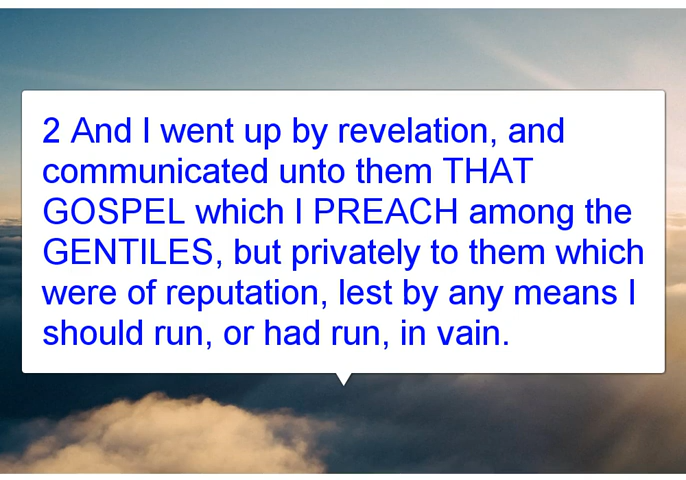 2 And I went up by revelation, and
communicated unto them THAT
GOSPEL which I PREACH among the
GENTILES, but privately to them which
were of reputation, lest by any means I
should run, or had run, in vain.